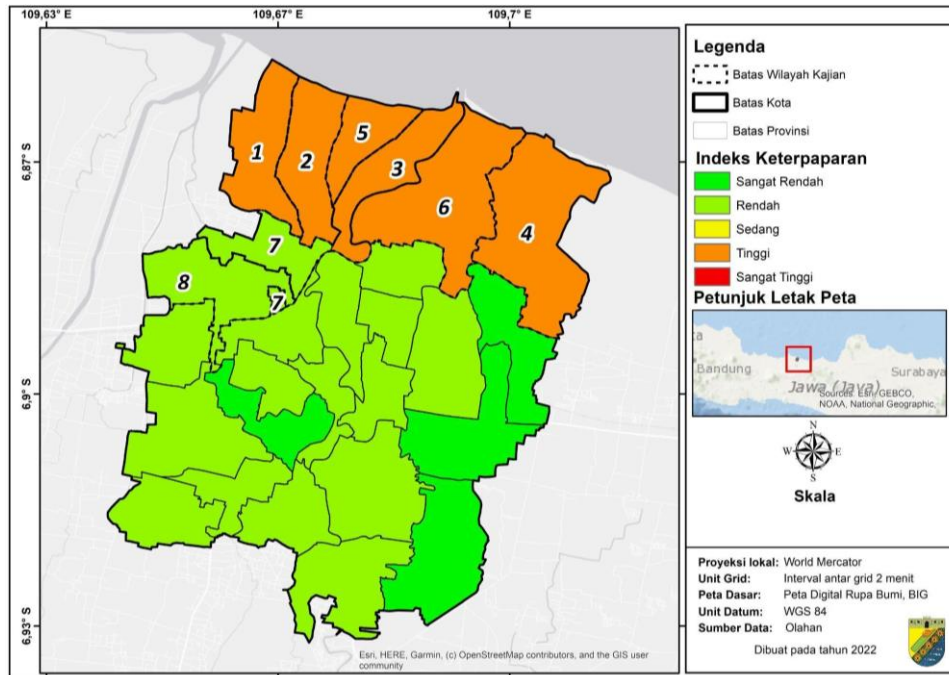 109,63° E
109,67° E
109,7° E
6,87° S
6,9° S
6,93° S
1
2
5
3
6
4
7
8
7
Esri, HERE, Garmin, (c) OpenStreetMap contributors, and the GIS user
community
Legenda
Batas Wilayah Kajian
Batas Kota
Batas Provinsi
Indeks Keterpaparan
Sangat Rendah
Rendah
Sedang
Tinggi
Sangat Tinggi
Petunjuk Letak Peta
ta
Bandung
Surabaya
Jawa (Java)
Sources: Esri, GEBCO,
NOAA, National Geographic,
N
W E
S
Skala
Proyeksi lokal: World Mercator
Unit Grid: Interval antar grid 2 menit
Peta Dasar: Peta Digital Rupa Bumi, BIG
Unit Datum: WGS 84
Sumber Data: Olahan
Dibuat pada tahun 2022